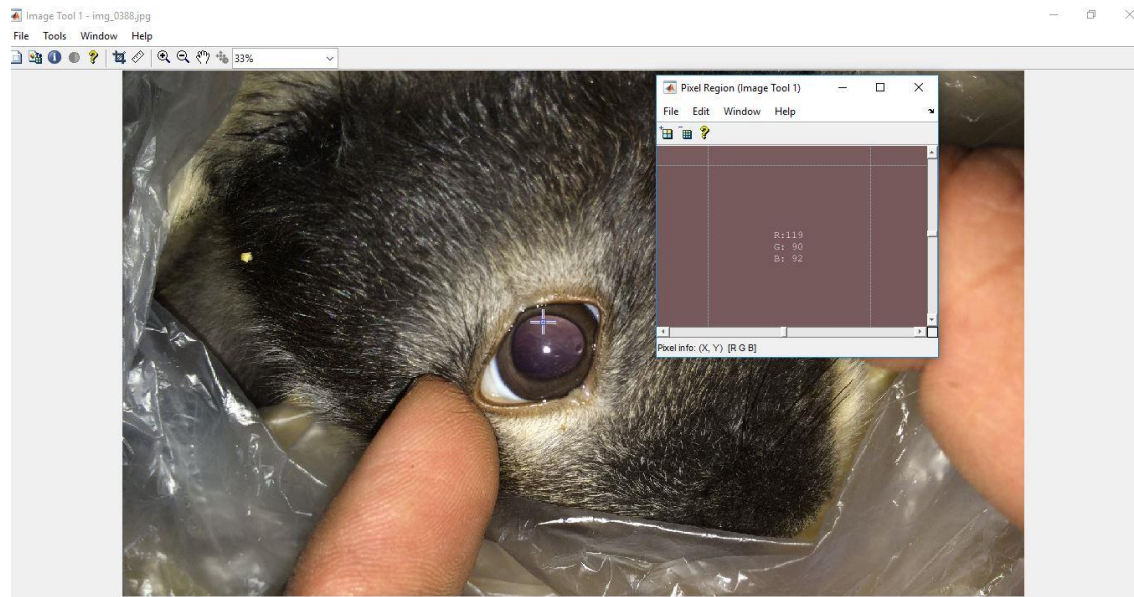 Image Tool 1 - img_0388.jpg
File Tools Window Help
33%
Pixel Region (Image Tool 1)
File Edit Window Help
R:119
G: 90
B: 92
Pixel info: (X, Y) [R G B]